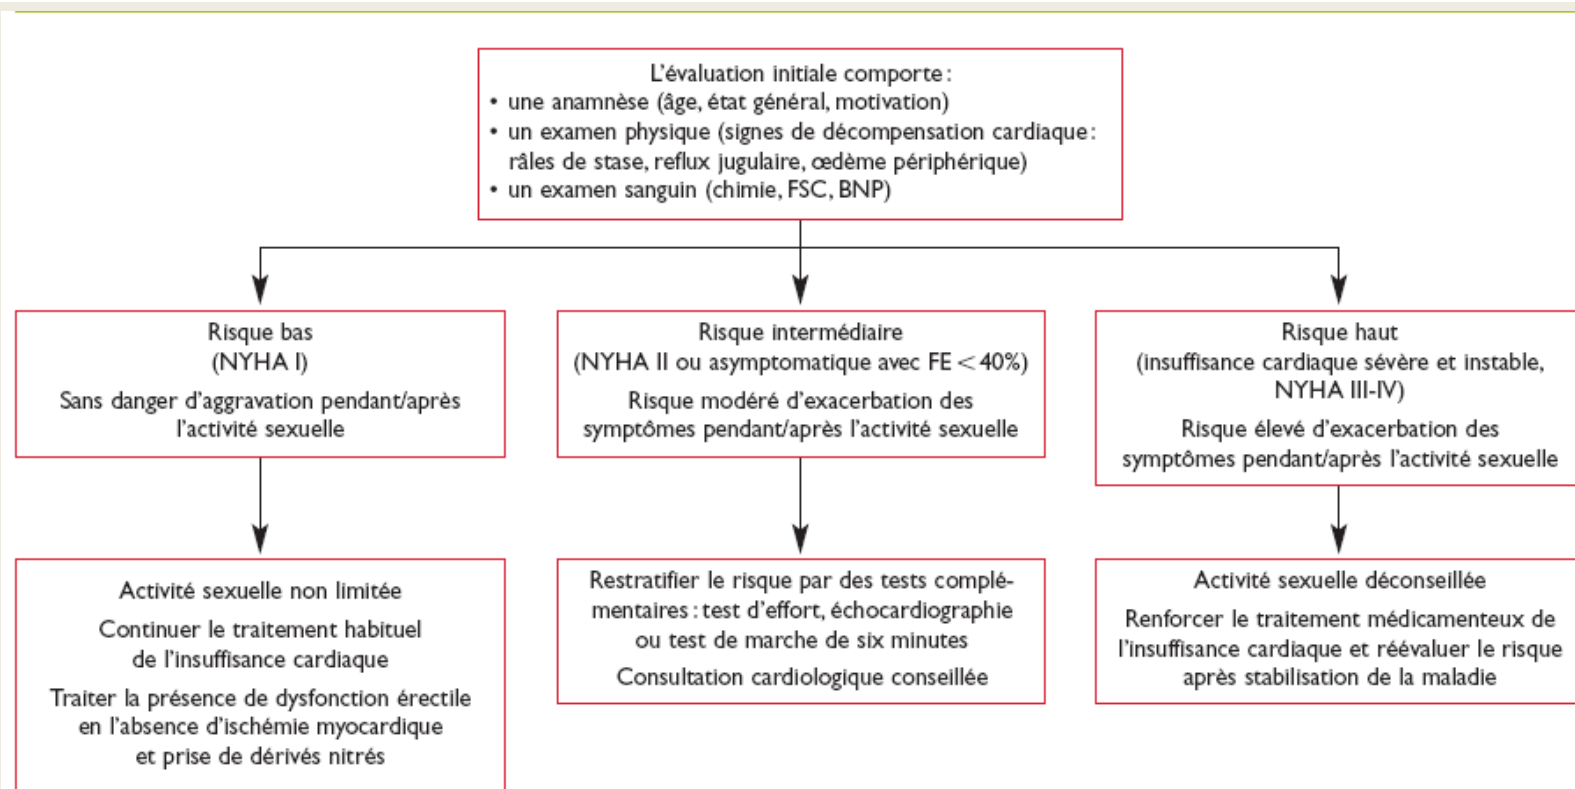 L'évaluation initiale comporte :
• une anamnèse (âge, état général, motivation)
• un examen physique (signes de décompensation cardiaque :
râles de stase, reflux jugulaire, œdème périphérique)
• un examen sanguin (chimie, FSC, BNP)
Risque bas
(NYHA I)
Sans danger d'aggravation pendant/après
l'activité sexuelle
Risque intermédiaire
(NYHA II ou asymptomatique avec FE < 40%)
Risque modéré d'exacerbation des
symptômes pendant/après l'activité sexuelle
Risque haut
(insuffisance cardiaque sévère et instable,
NYHA III-IV)
Risque élevé d'exacerbation des
symptômes pendant/après l'activité sexuelle
Activité sexuelle non limitée
Continuer le traitement habituel
de l'insuffisance cardiaque
Traiter la présence de dysfonction érectile
en l'absence d'ischémie myocardique
et prise de dérivés nitrés
Restratifier le risque par des tests complé-
mentaires : test d'effort, échocardiographie
ou test de marche de six minutes
Consultation cardiologique conseillée
Activité sexuelle déconseillée
Renforcer le traitement médicamenteux de
l'insuffisance cardiaque et réévaluer le risque
après stabilisation de la maladie